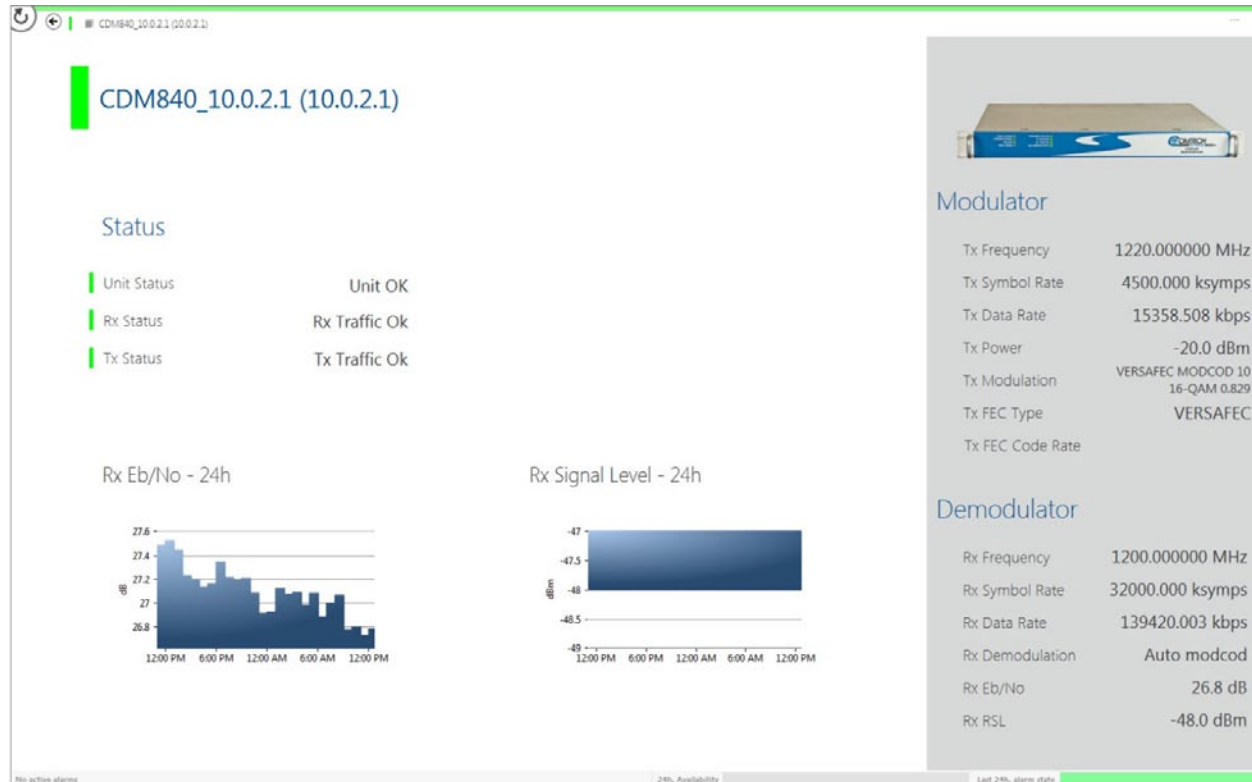 CDM840_10.0.2.1 (10.0.2.1)
...
CDM840_10.0.2.1 (10.0.2.1)
Status
Unit Status Unit OK
Rx Status Rx Traffic Ok
Tx Status Tx Traffic Ok
Rx Eb/No - 24h
27.6
27.4
27.2
27
26.8
dB
12:00 PM 6:00 PM 12:00 AM 6:00 AM 12:00 PM
Rx Signal Level - 24h
-47
-47.5
-48
-48.5
-49
dBm
12:00 PM 6:00 PM 12:00 AM 6:00 AM 12:00 PM
Modulator
Tx Frequency 1220.000000 MHz
Tx Symbol Rate 4500.000 ksymps
Tx Data Rate 15358.508 kbps
Tx Power -20.0 dBm
Tx Modulation VERSAFEC MODCOD 10
16-QAM 0.829
Tx FEC Type VERSAFEC
Tx FEC Code Rate
Demodulator
Rx Frequency 1200.000000 MHz
Rx Symbol Rate 32000.000 ksymps
Rx Data Rate 139420.003 kbps
Rx Demodulation Auto modcod
Rx Eb/No 26.8 dB
Rx RSL -48.0 dBm
No active alarms
24h. Availability
Last 24h. alarm state